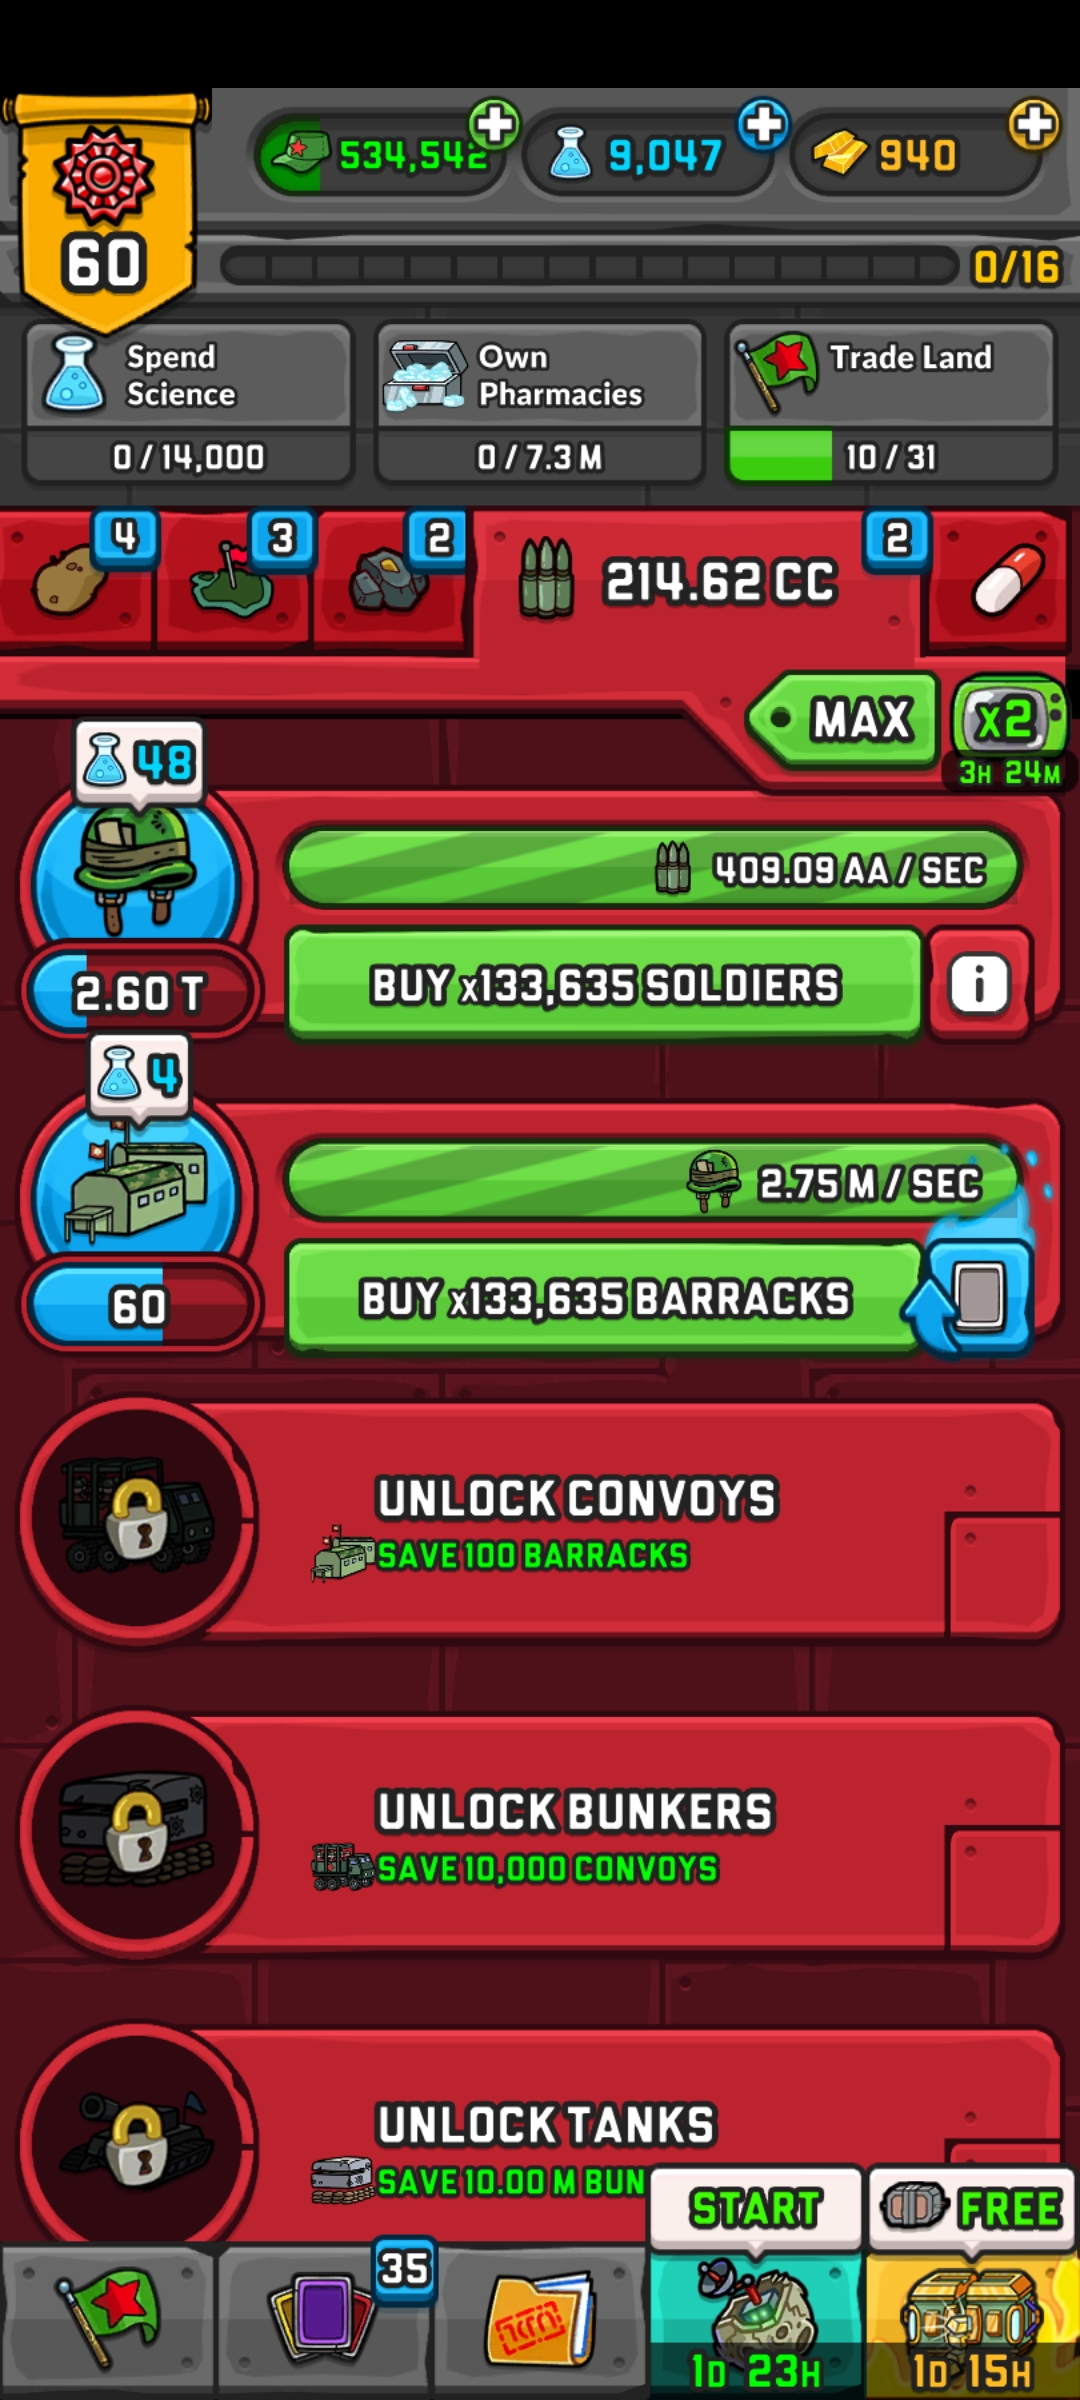 534,542
9,047
940
60
0/16
Spend
Science
Own
Pharmacies
Trade Land
0 / 14,000
0 / 7.3 M
10 / 31
4
3
2
214.62 CC
2
MAX
x2
3H 24M
48
409.09 AA / SEC
2.60 T
BUY x133,635 SOLDIERS
i
4
2.75 M / SEC
60
BUY x133,635 BARRACKS
UNLOCK CONVOYS
SAVE 100 BARRACKS
UNLOCK BUNKERS
SAVE 10,000 CONVOYS
UNLOCK TANKS
SAVE 10.00 M BUN
START
FREE
35
1D 23H
1D 15H